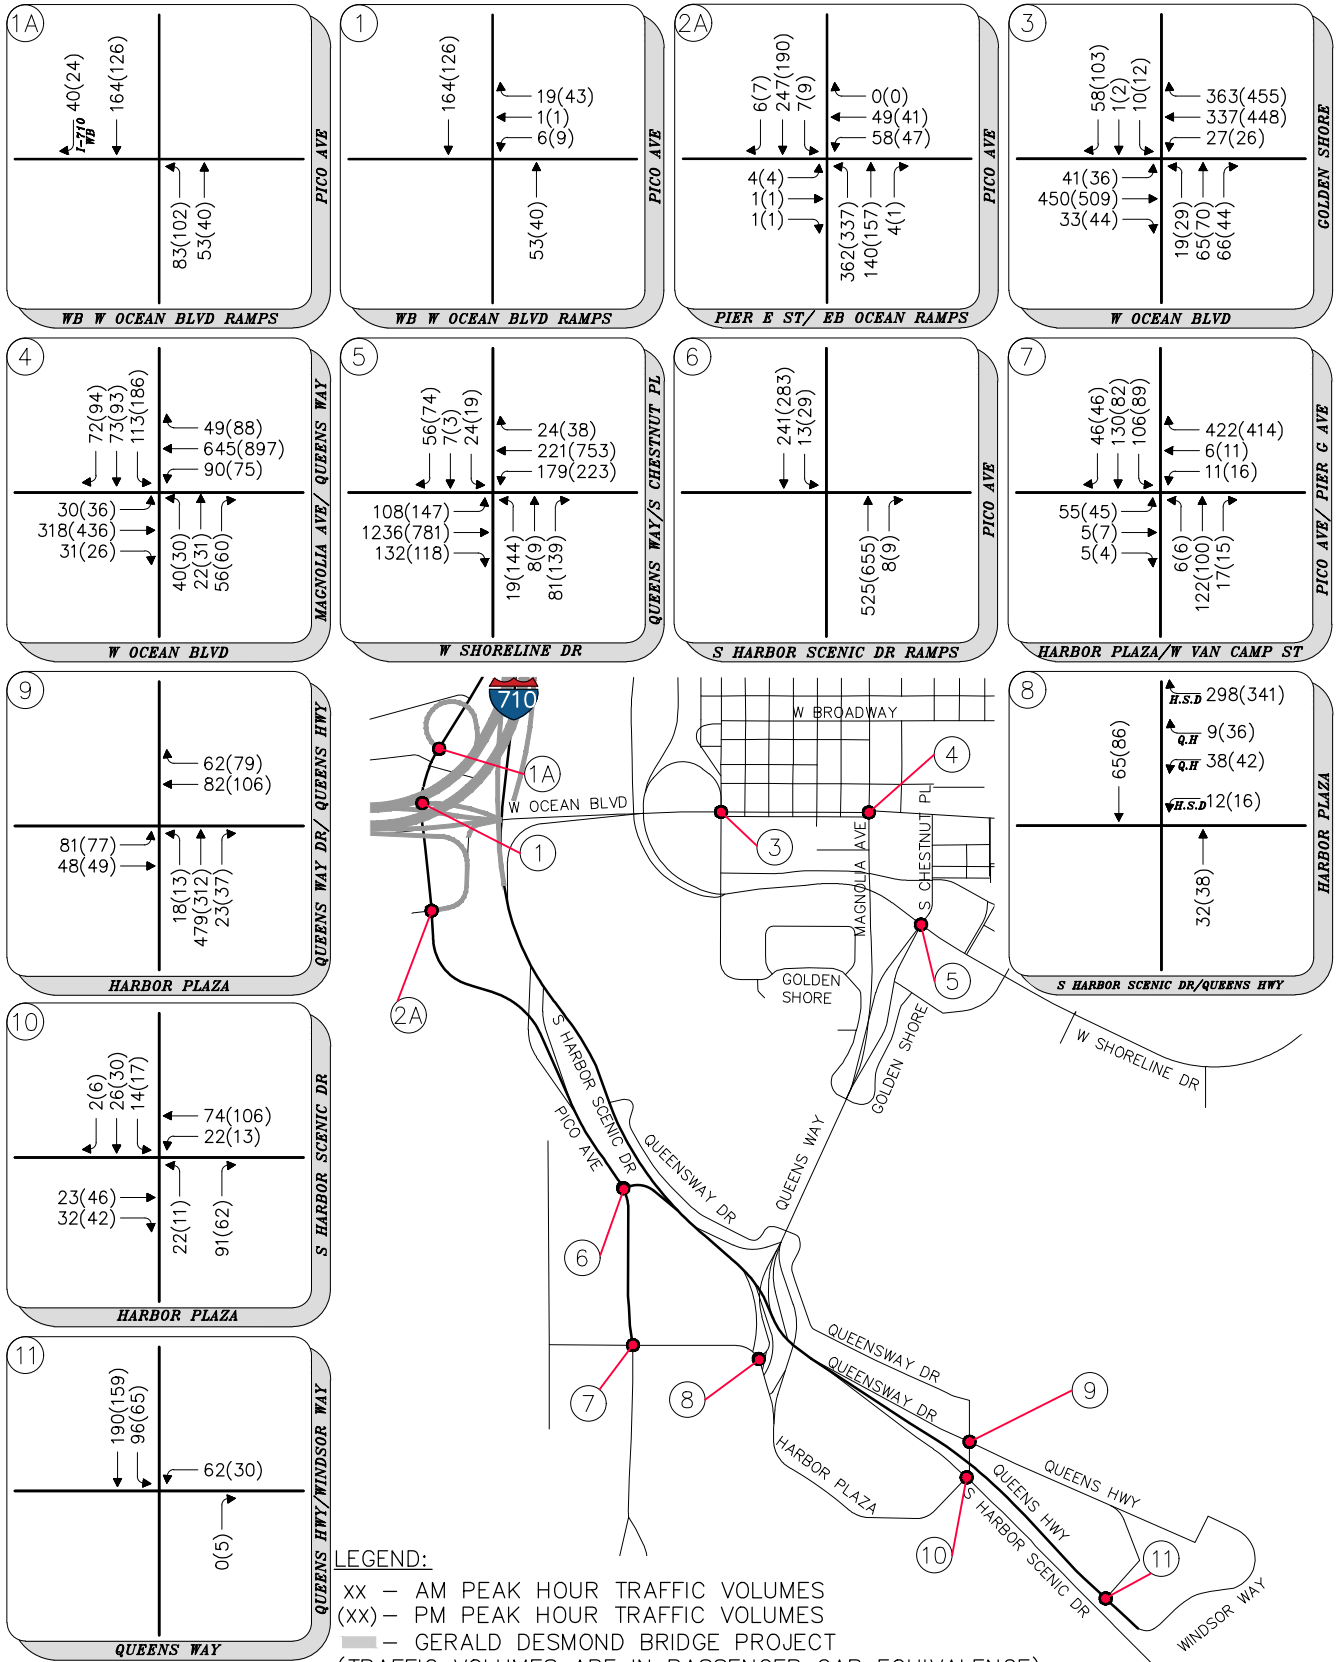 1A
40(24)
I-710 WB
164(126)
83(102)
53(40)
PICO AVE
WB W OCEAN BLVD RAMPS
1
164(126)
19(43)
1(1)
6(9)
53(40)
PICO AVE
WB W OCEAN BLVD RAMPS
2A
6(7)
247(190)
7(9)
0(0)
49(41)
58(47)
4(4)
1(1)
1(1)
362(337)
140(157)
4(1)
PICO AVE
PIER E ST/ EB OCEAN RAMPS
3
58(103)
1(2)
10(12)
363(455)
337(448)
27(26)
41(36)
450(509)
33(44)
19(29)
65(70)
66(44)
GOLDEN SHORE
W OCEAN BLVD
4
72(94)
73(93)
113(186)
49(88)
645(897)
90(75)
30(36)
318(436)
31(26)
40(30)
22(31)
56(60)
MAGNOLIA AVE/ QUEENS WAY
W OCEAN BLVD
5
56(74)
7(3)
24(19)
24(38)
221(753)
179(223)
108(147)
1236(781)
132(118)
19(144)
8(9)
81(139)
QUEENS WAY/S CHESTNUT PL
W SHORELINE DR
6
241(283)
13(29)
525(655)
8(9)
PICO AVE
S HARBOR SCENIC DR RAMPS
7
46(46)
130(82)
106(89)
422(414)
6(11)
11(16)
55(45)
5(7)
5(4)
6(6)
122(100)
17(15)
PICO AVE/ PIER G AVE
HARBOR PLAZA/W VAN CAMP ST
9
62(79)
82(106)
81(77)
48(49)
18(13)
479(312)
23(37)
QUEENS WAY DR/ QUEENS HWY
HARBOR PLAZA
8
65(86)
H.S.D 298(341)
Q.H 9(36)
Q.H 38(42)
H.S.D 12(16)
32(38)
HARBOR PLAZA
S HARBOR SCENIC DR/QUEENS HWY
10
2(6)
26(30)
14(17)
74(106)
22(13)
23(46)
32(42)
22(11)
91(62)
S HARBOR SCENIC DR
HARBOR PLAZA
11
190(159)
96(65)
62(30)
0(5)
QUEENS HWY/WINDSOR WAY
QUEENS WAY
710
W BROADWAY
1A
4
W OCEAN BLVD
1
3
MAGNOLIA AVE
S CHESTNUT PL
5
2A
GOLDEN
SHORE
GOLDEN SHORE
W SHORELINE DR
S HARBOR SCENIC DR
PICO AVE
QUEENSWAY DR
QUEENS WAY
6
7
8
QUEENSWAY DR
QUEENSWAY DR
9
HARBOR PLAZA
QUEENS HWY
QUEENS HWY
S HARBOR SCENIC DR
10
11
WINDSOR WAY
LEGEND:
xx – AM PEAK HOUR TRAFFIC VOLUMES
(xx) – PM PEAK HOUR TRAFFIC VOLUMES
– GERALD DESMOND BRIDGE PROJECT
(TRAFFIC VOLUMES ARE IN PASSENGER CAR EQUIVALENCE)